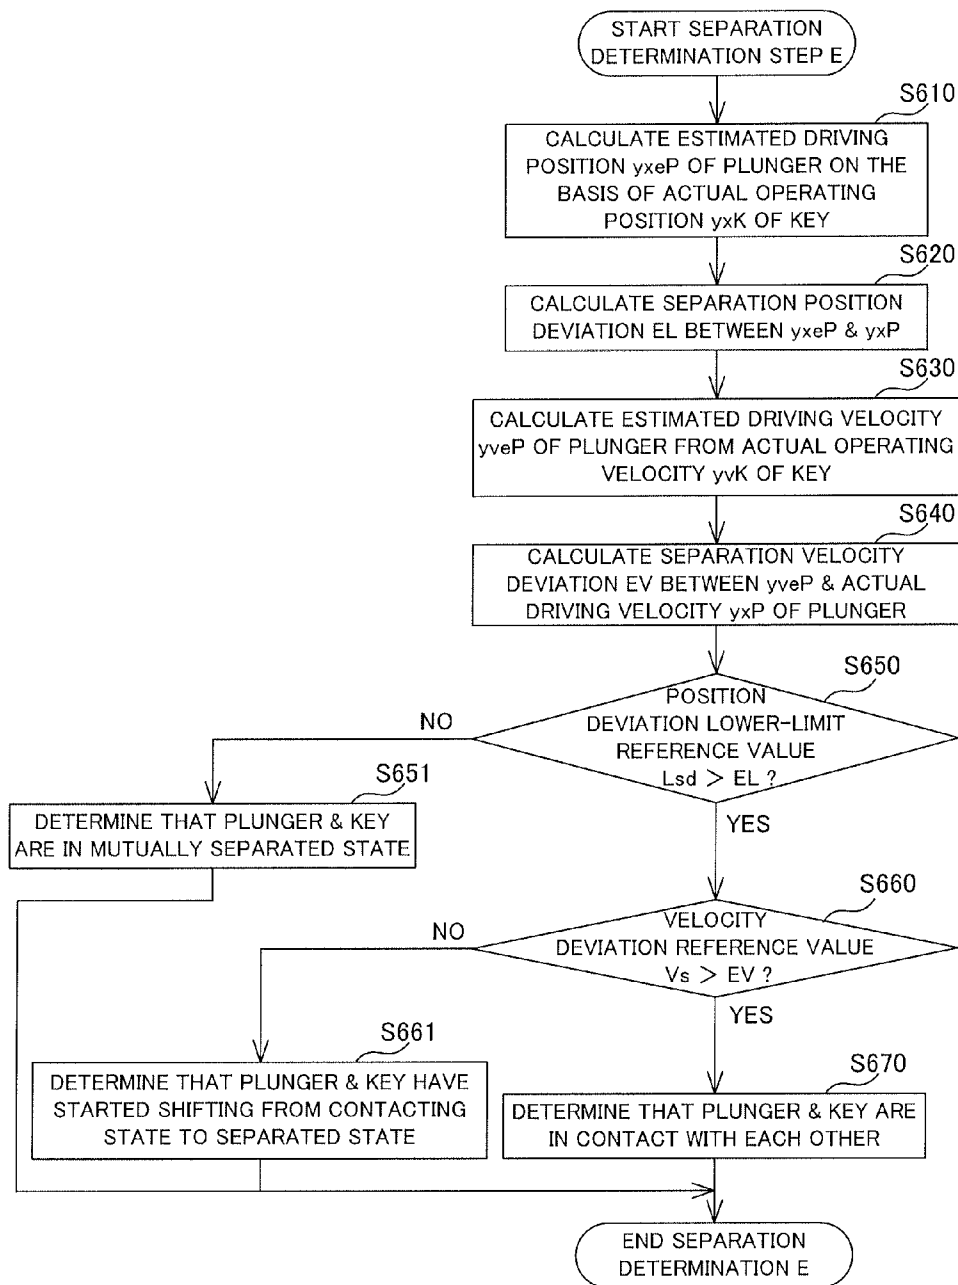 START SEPARATION
DETERMINATION STEP E
S610
CALCULATE ESTIMATED DRIVING
POSITION yxeP OF PLUNGER ON THE
BASIS OF ACTUAL OPERATING
POSITION yxK OF KEY
S620
CALCULATE SEPARATION POSITION
DEVIATION EL BETWEEN yxeP & yxP
S630
CALCULATE ESTIMATED DRIVING VELOCITY
yveP OF PLUNGER FROM ACTUAL OPERATING
VELOCITY yvK OF KEY
S640
CALCULATE SEPARATION VELOCITY
DEVIATION EV BETWEEN yveP & ACTUAL
DRIVING VELOCITY yxP OF PLUNGER
S650
POSITION
DEVIATION LOWER-LIMIT
REFERENCE VALUE
Lsd > EL ?
NO
YES
S651
DETERMINE THAT PLUNGER & KEY
ARE IN MUTUALLY SEPARATED STATE
S660
VELOCITY
DEVIATION REFERENCE VALUE
Vs > EV ?
NO
YES
S661
DETERMINE THAT PLUNGER & KEY HAVE
STARTED SHIFTING FROM CONTACTING
STATE TO SEPARATED STATE
S670
DETERMINE THAT PLUNGER & KEY ARE
IN CONTACT WITH EACH OTHER
END SEPARATION
DETERMINATION E